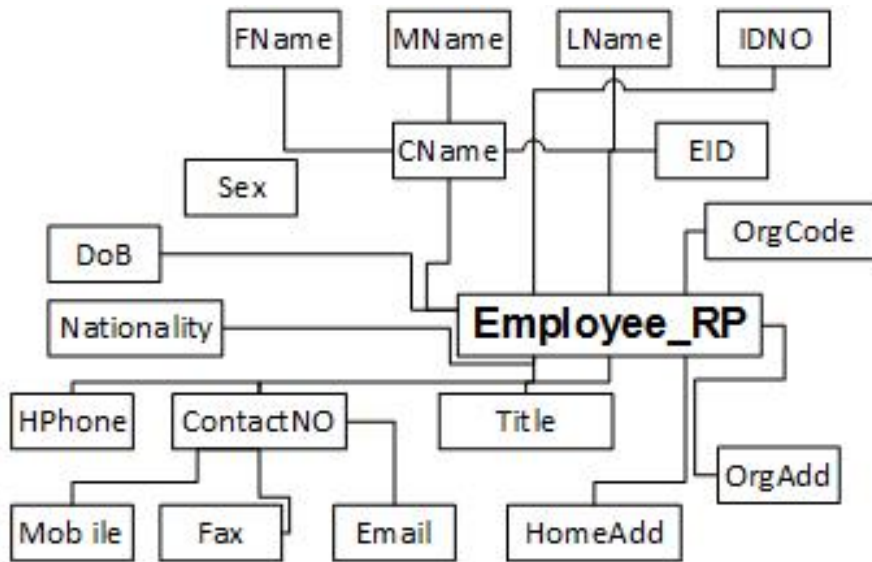 FName
MName
LName
IDNO
CName
EID
Sex
OrgCode
DoB
Nationality
Employee_RP
HPhone
ContactNO
Title
OrgAdd
Mob ile
Fax
Email
HomeAdd